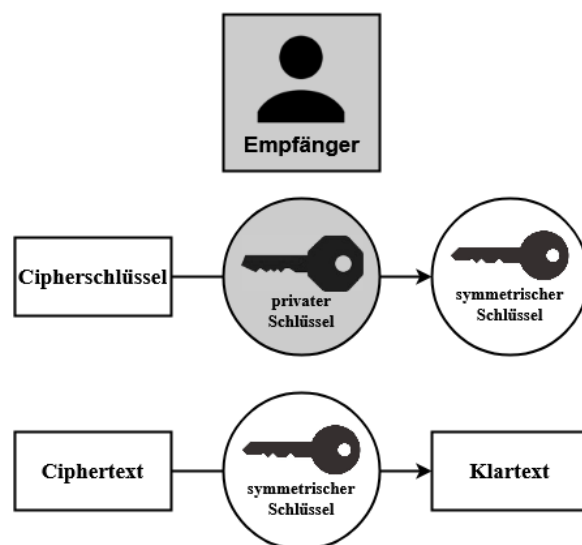 Empfänger
Cipherschlüssel
privater
Schlüssel
symmetrischer
Schlüssel
Ciphertext
symmetrischer
Schlüssel
Klartext